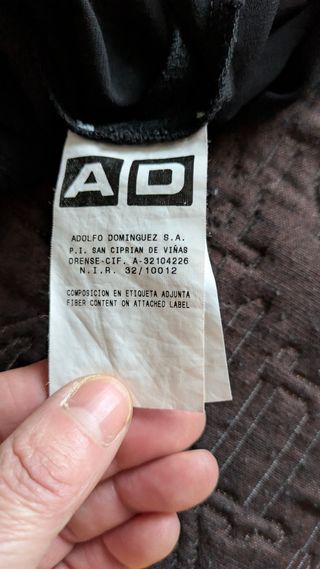 AD
ADOLFO DOMINGUEZ S.A.
P.I. SAN CIPRIAN DE VIÑAS
ORENSE-CIF. A-32104226
N.I.R. 32/10012
COMPOSICION EN ETIQUETA ADJUNTA
FIBER CONTENT ON ATTACHED LABEL